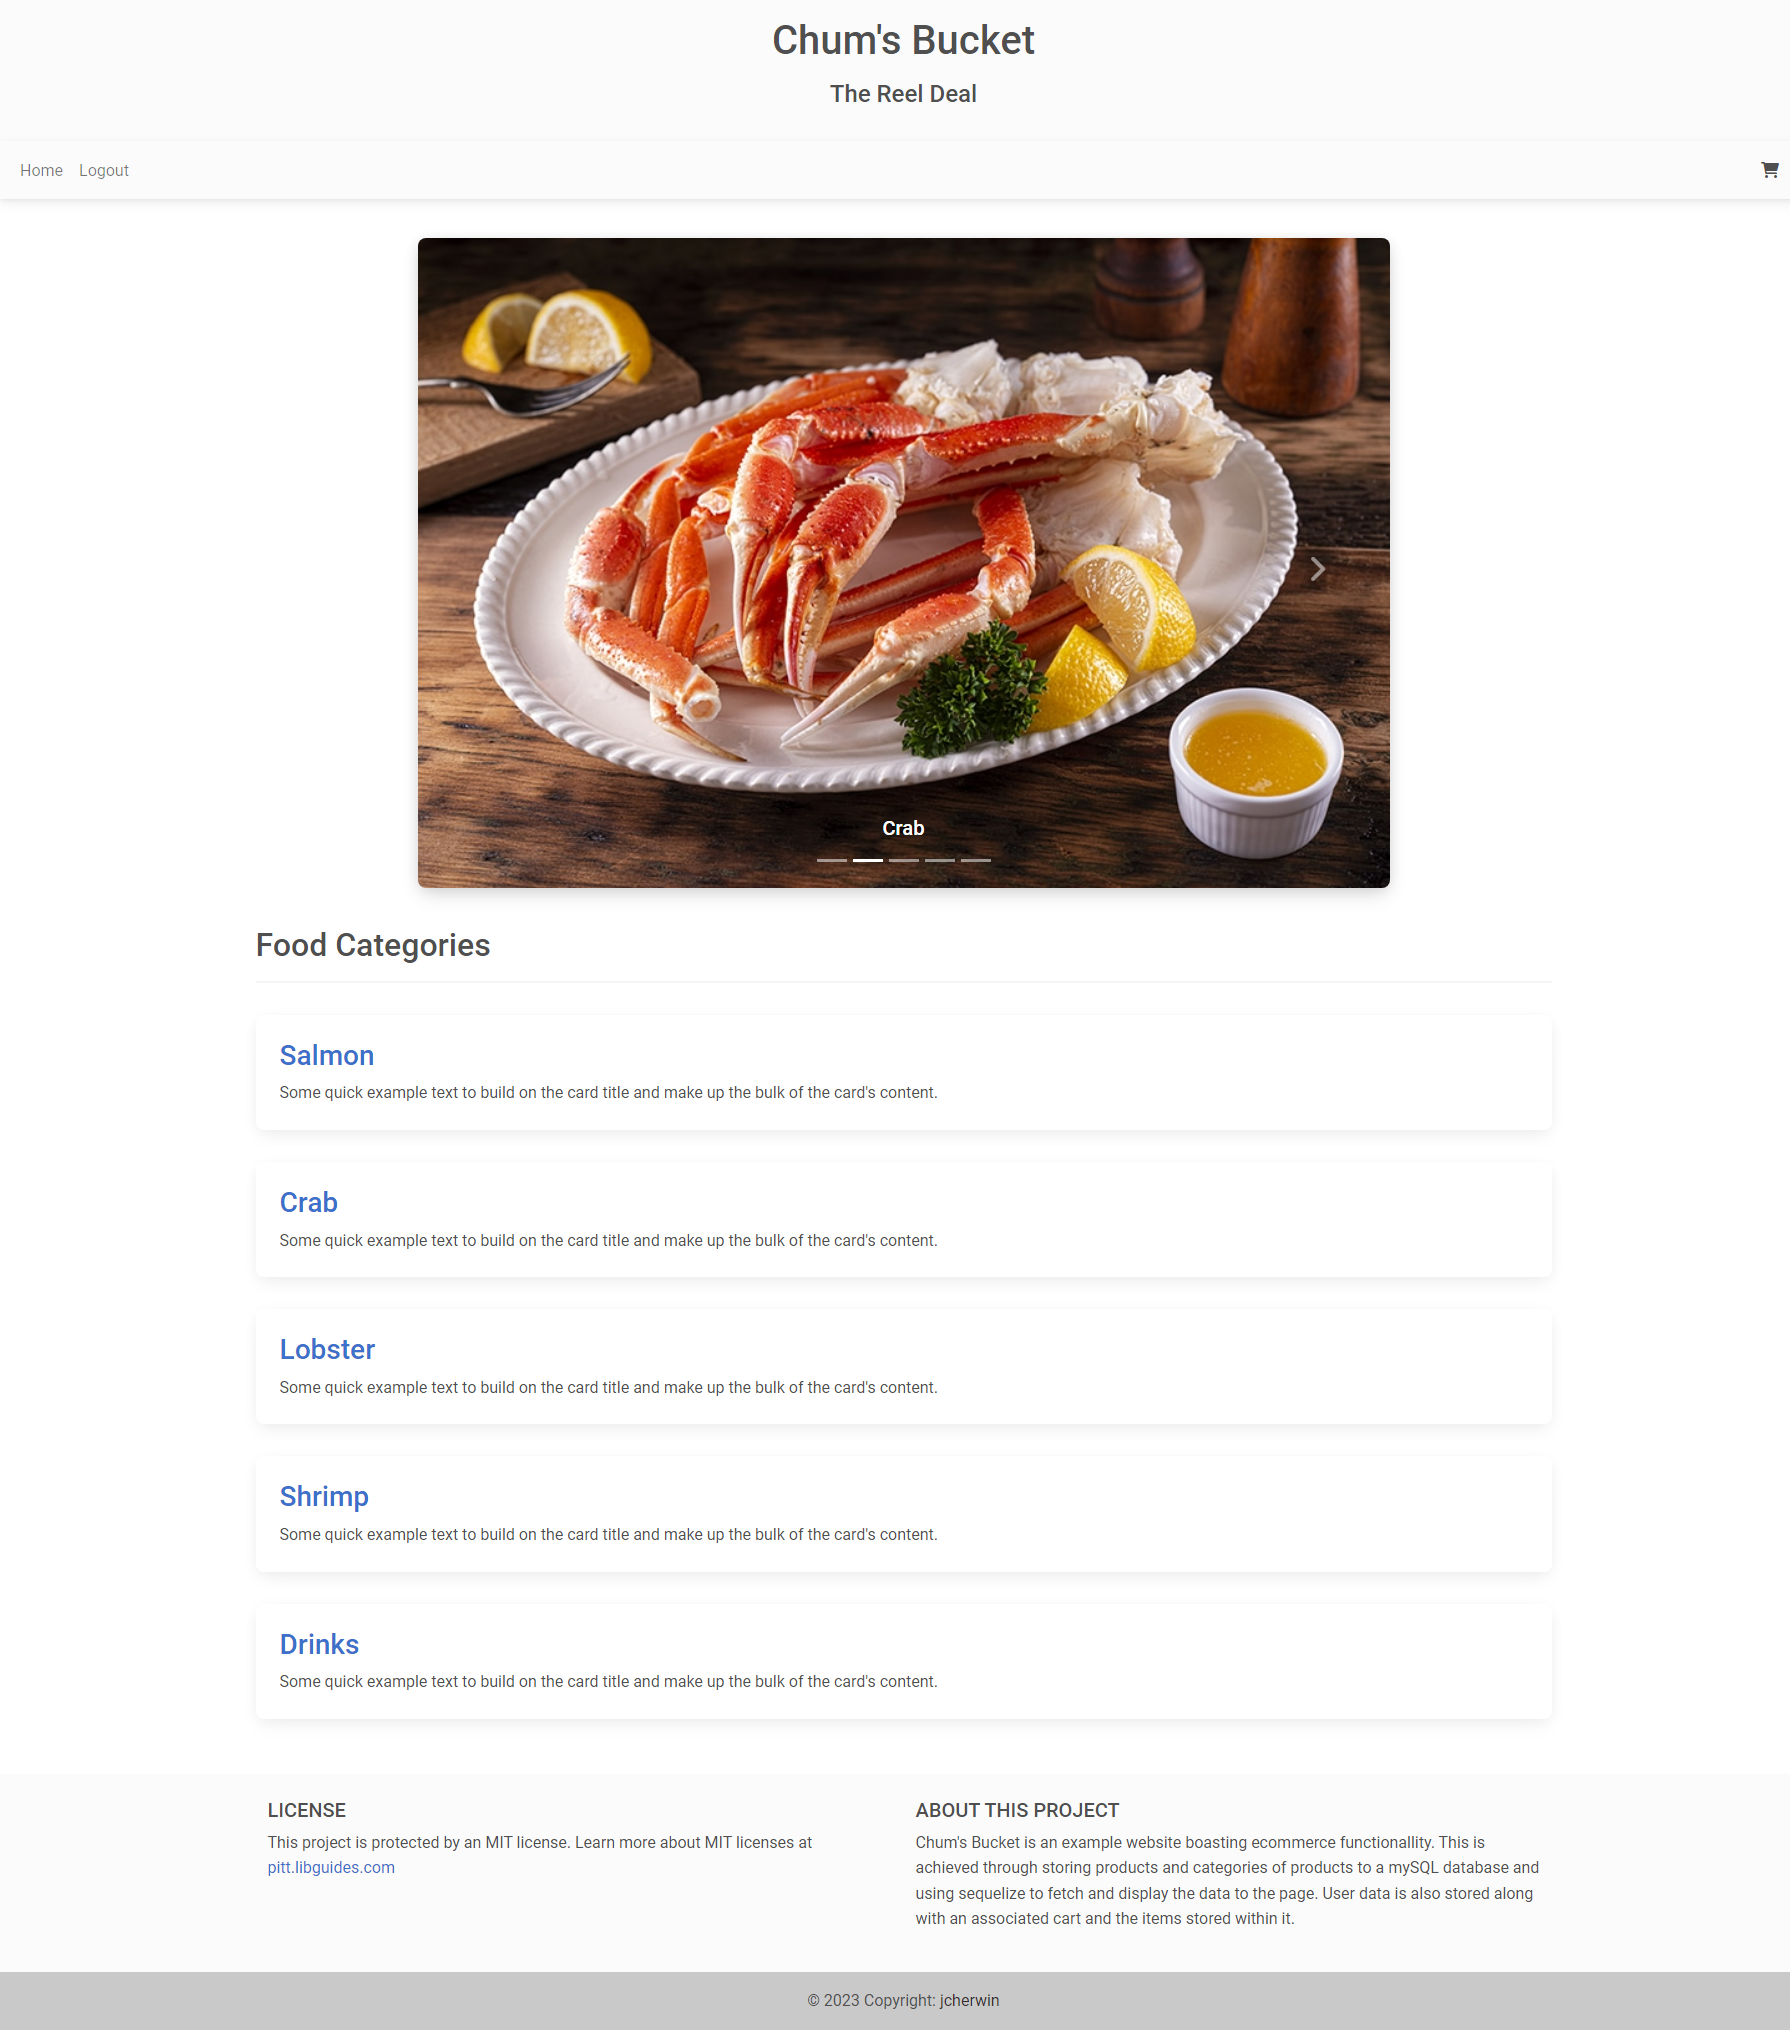 Chum's Bucket
The Reel Deal
Home Logout
Crab
Food Categories
Salmon
Some quick example text to build on the card title and make up the bulk of the card's content.
Crab
Some quick example text to build on the card title and make up the bulk of the card's content.
Lobster
Some quick example text to build on the card title and make up the bulk of the card's content.
Shrimp
Some quick example text to build on the card title and make up the bulk of the card's content.
Drinks
Some quick example text to build on the card title and make up the bulk of the card's content.
LICENSE
This project is protected by an MIT license. Learn more about MIT licenses at
pitt.libguides.com
ABOUT THIS PROJECT
Chum's Bucket is an example website boasting ecommerce functionallity. This is
achieved through storing products and categories of products to a mySQL database and
using sequelize to fetch and display the data to the page. User data is also stored along
with an associated cart and the items stored within it.
© 2023 Copyright: jcherwin